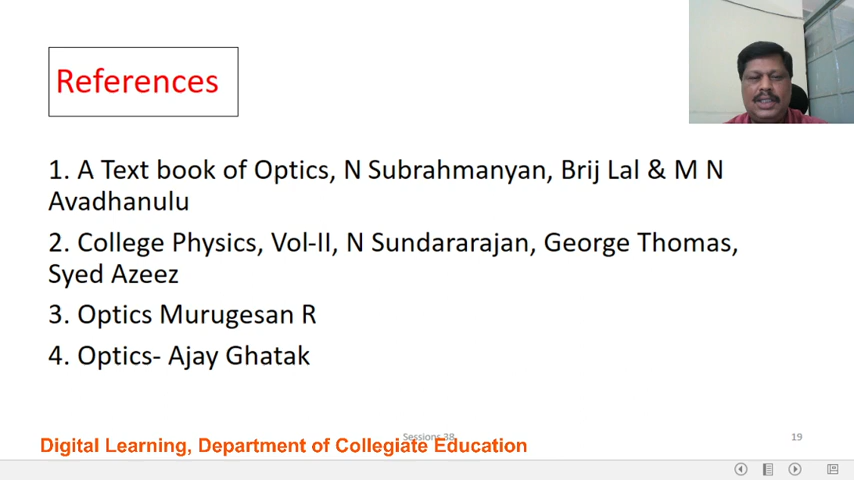 References
1. A Text book of Optics, N Subrahmanyan, Brij Lal & M N
Avadhanulu
2. College Physics, Vol-II, N Sundararajan, George Thomas,
Syed Azeez
3. Optics Murugesan R
4. Optics- Ajay Ghatak
Sessions 38
19
Digital Learning, Department of Collegiate Education